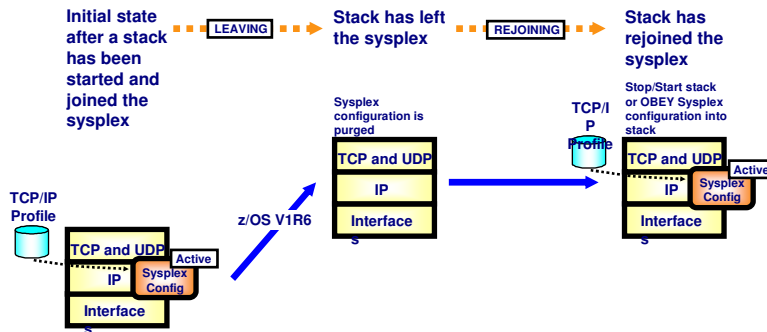 Initial state
after a stack
has been
started and
joined the
sysplex
LEAVING
Stack has left
the sysplex
REJOINING
Stack has
rejoined the
sysplex
Sysplex
configuration is
purged
Stop/Start stack
or OBEY Sysplex
configuration into
stack
TCP/I
P
Profile
TCP and UDP
IP
Interface
s
TCP and UDP
IP
Interface
s
Active
Sysplex
Config
z/OS V1R6
TCP/IP
Profile
TCP and UDP
IP
Interface
s
Active
Sysplex
Config